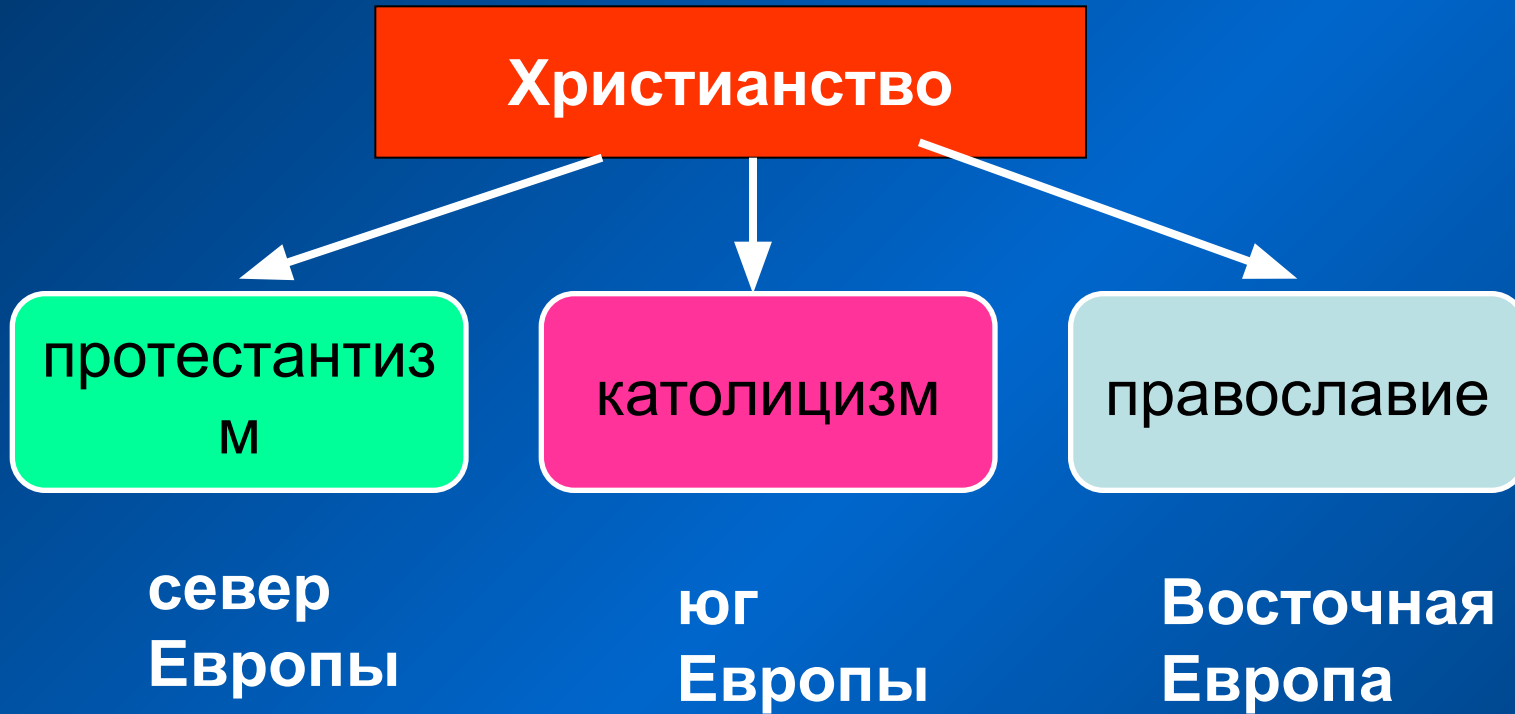 Христианство
протестантиз
м
католицизм
православие
север
Европы
юг
Европы
Восточная
Европа